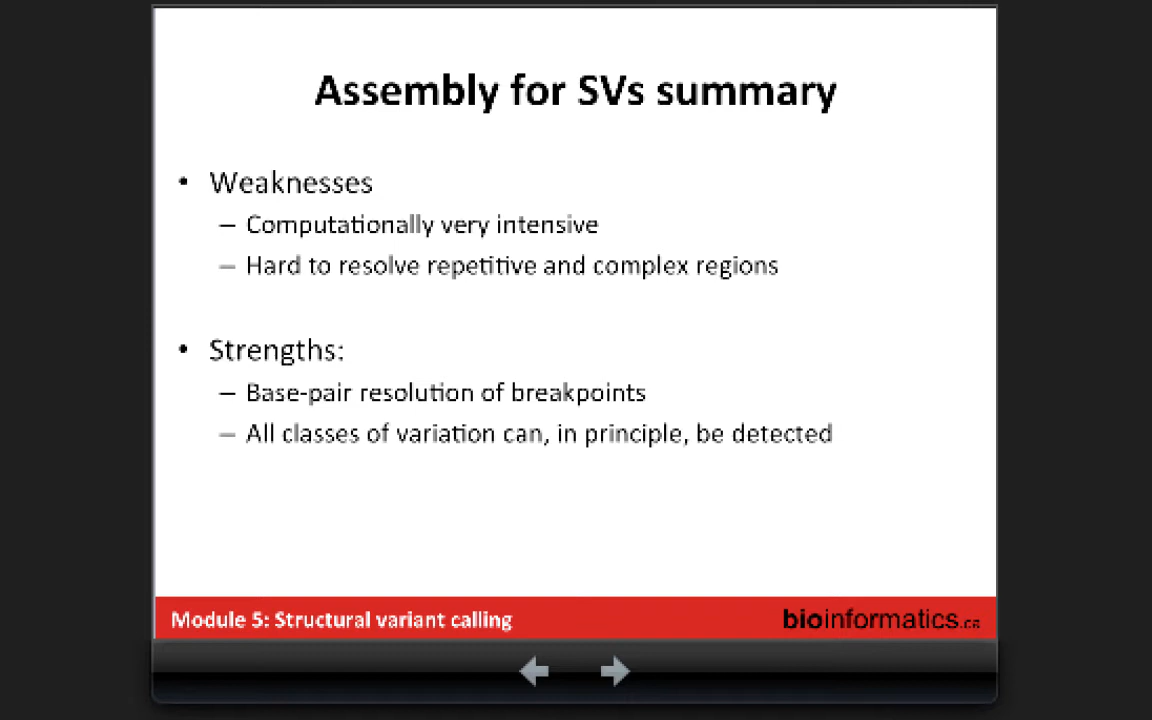 Assembly for SVs summary
• Weaknesses
– Computationally very intensive
– Hard to resolve repetitive and complex regions
• Strengths:
– Base-pair resolution of breakpoints
– All classes of variation can, in principle, be detected
Module 5: Structural variant calling
bioinformatics.ca